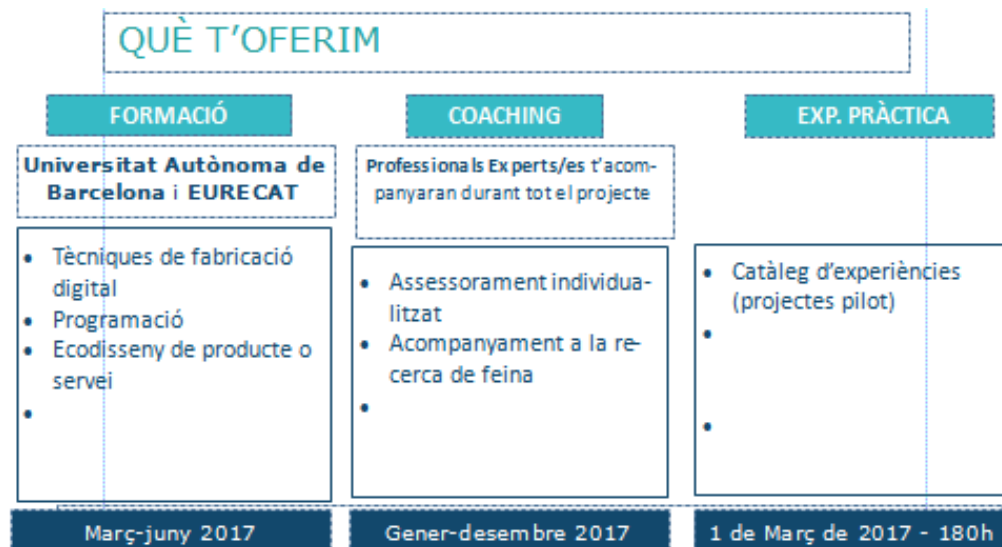 QUÈ T'OFERIM
FORMACIÓ
Universitat Autònoma de
Barcelona i EURECAT
• Tècniques de fabricació
digital
• Programació
• Ecodisseny de producte o
servei
•
Març-juny 2017
COACHING
Professionals Experts/es t'acom-
panyaran durant tot el projecte
• Assessorament individua-
litzat
• Acompanyament a la re-
cerca de feina
•
Gener-desembre 2017
EXP. PRÀCTICA
• Catàleg d'experiències
(projectes pilot)
•
•
1 de Març de 2017 - 180h